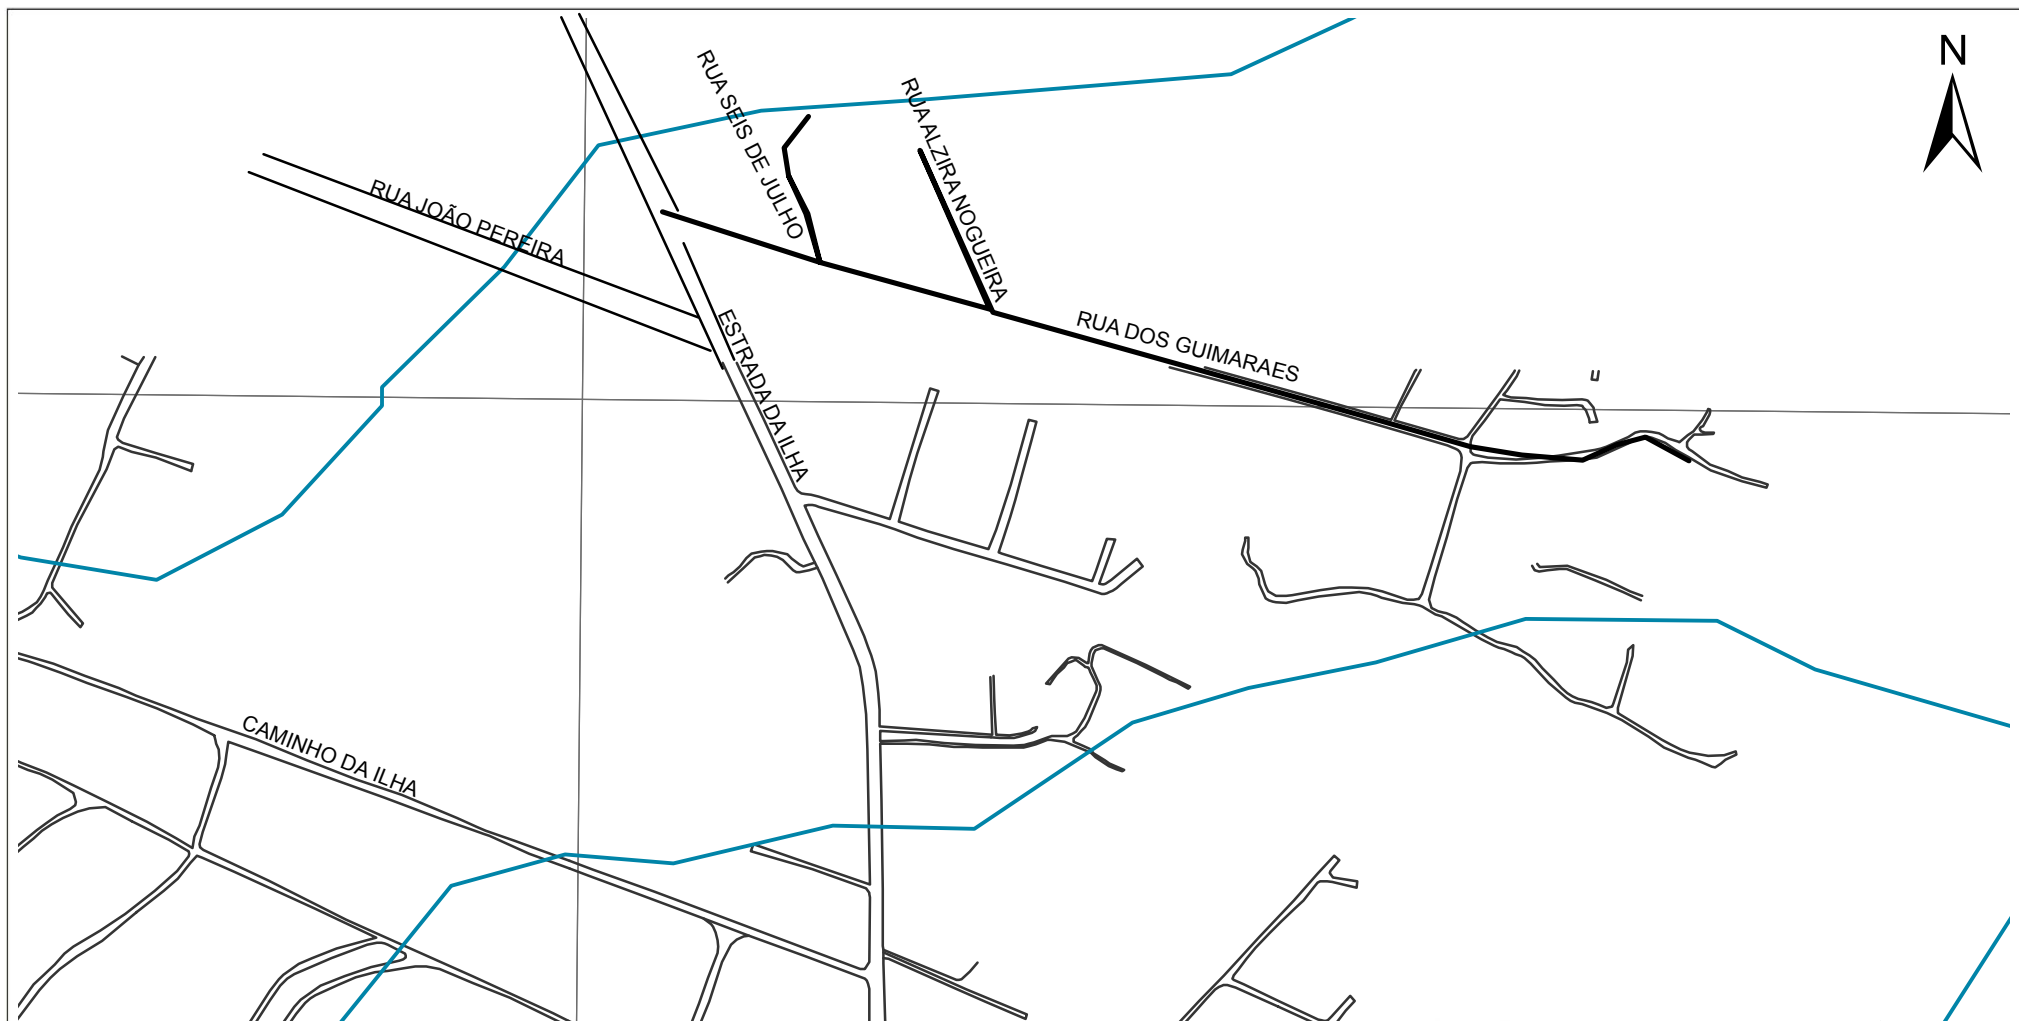 N
RUA SEIS DE JULHO
RUA ALZIRA NOGUEIRA
RUA JOÃO PEREIRA
ESTRADA DA ILHA
RUA DOS GUIMARAES
CAMINHO DA ILHA